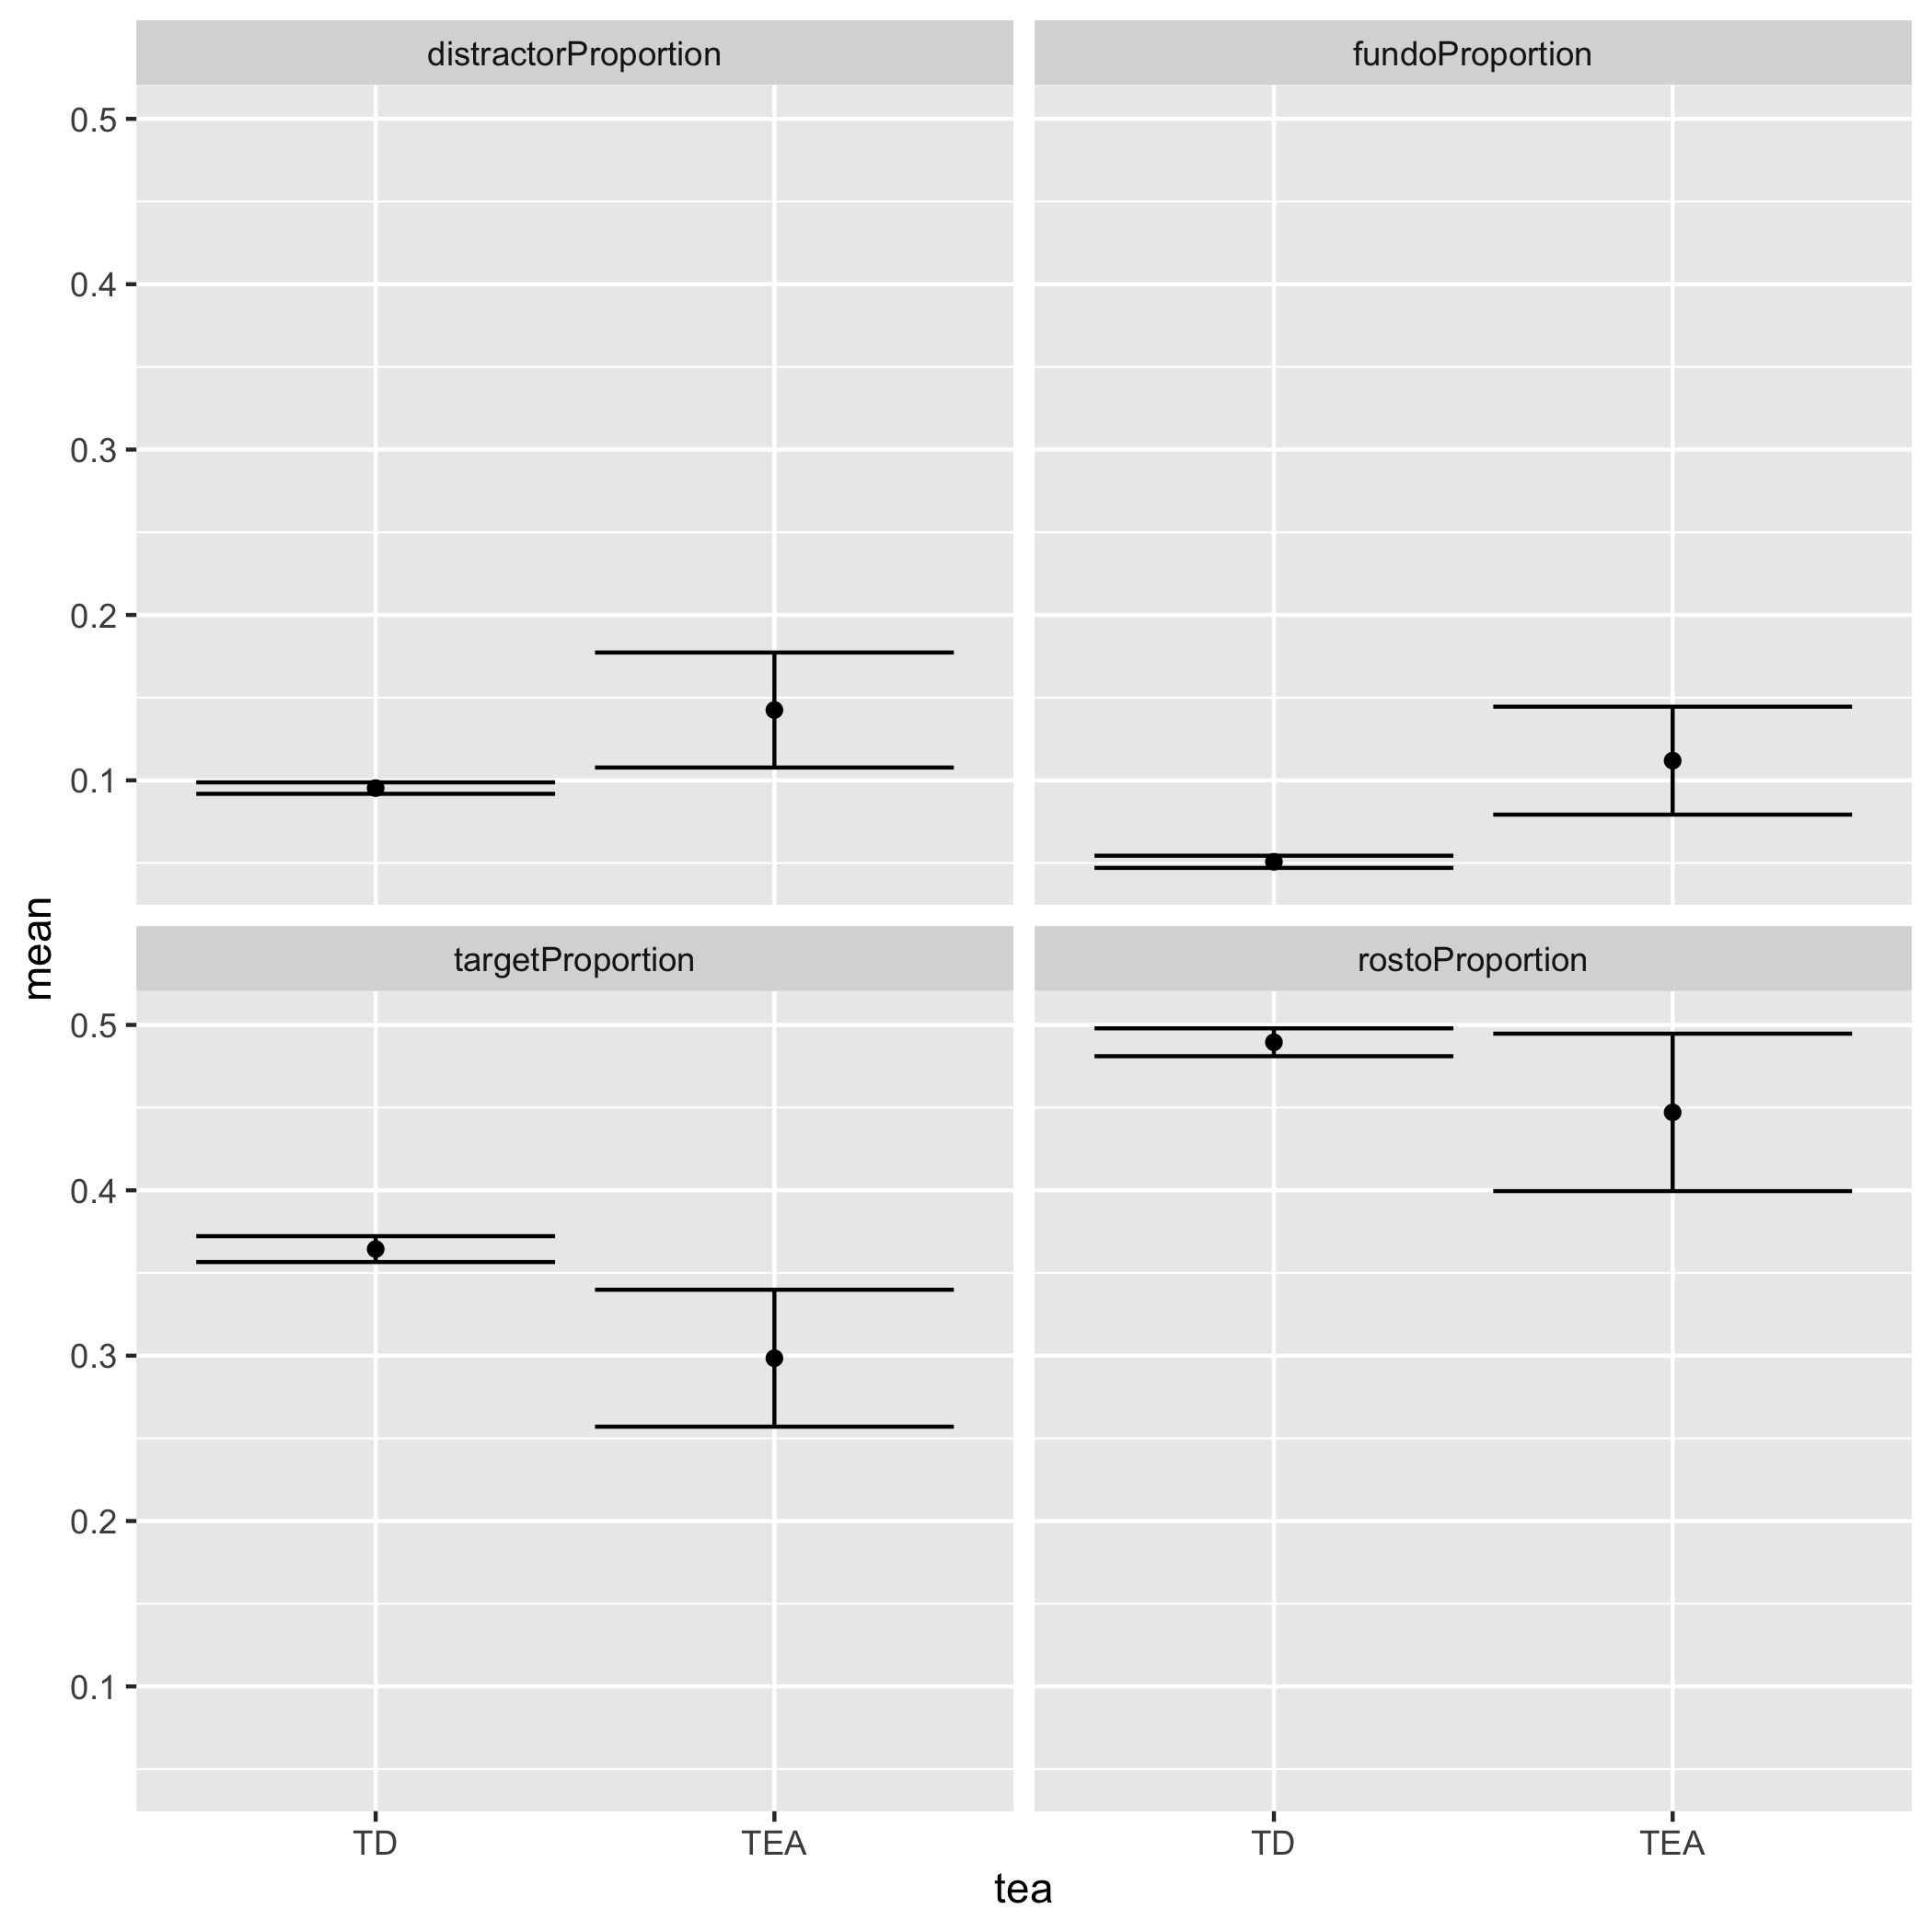 distractorProportion
fundoProportion
0.5
0.4
0.3
0.2
0.1
targetProportion
rostoProportion
0.5
0.4
0.3
0.2
0.1
mean
TD
TEA
TD
TEA
tea